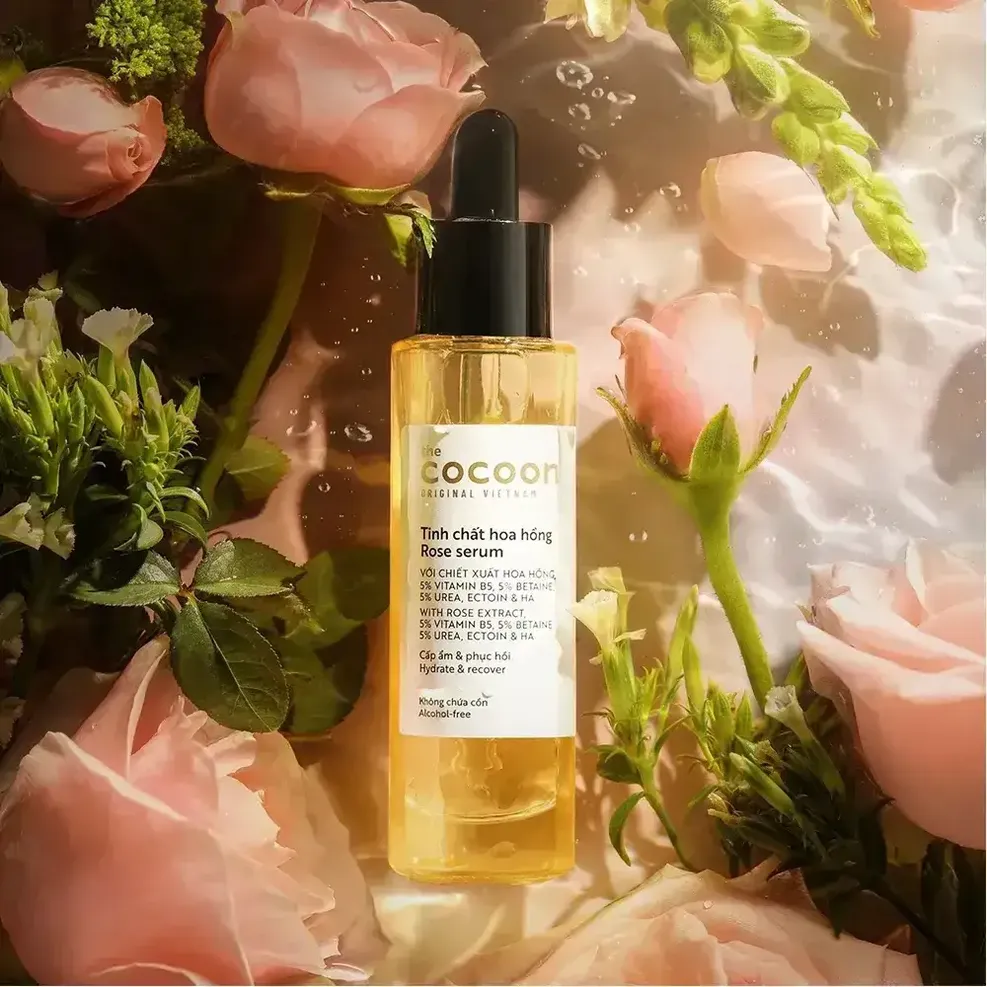 the
cocoon
ORIGINAL VIETNAM
Tinh chất hoa hồng
Rose serum
VỚI CHIẾT XUẤT HOA HỒNG,
5% VITAMIN B5, 5% BETAINE,
5% UREA, ECTOIN & HA
WITH ROSE EXTRACT,
5% VITAMIN B5, 5% BETAINE
5% UREA, ECTOIN & HA
Cấp ẩm & phục hồi
Hydrate & recover
Không chứa cồn
Alcohol-free